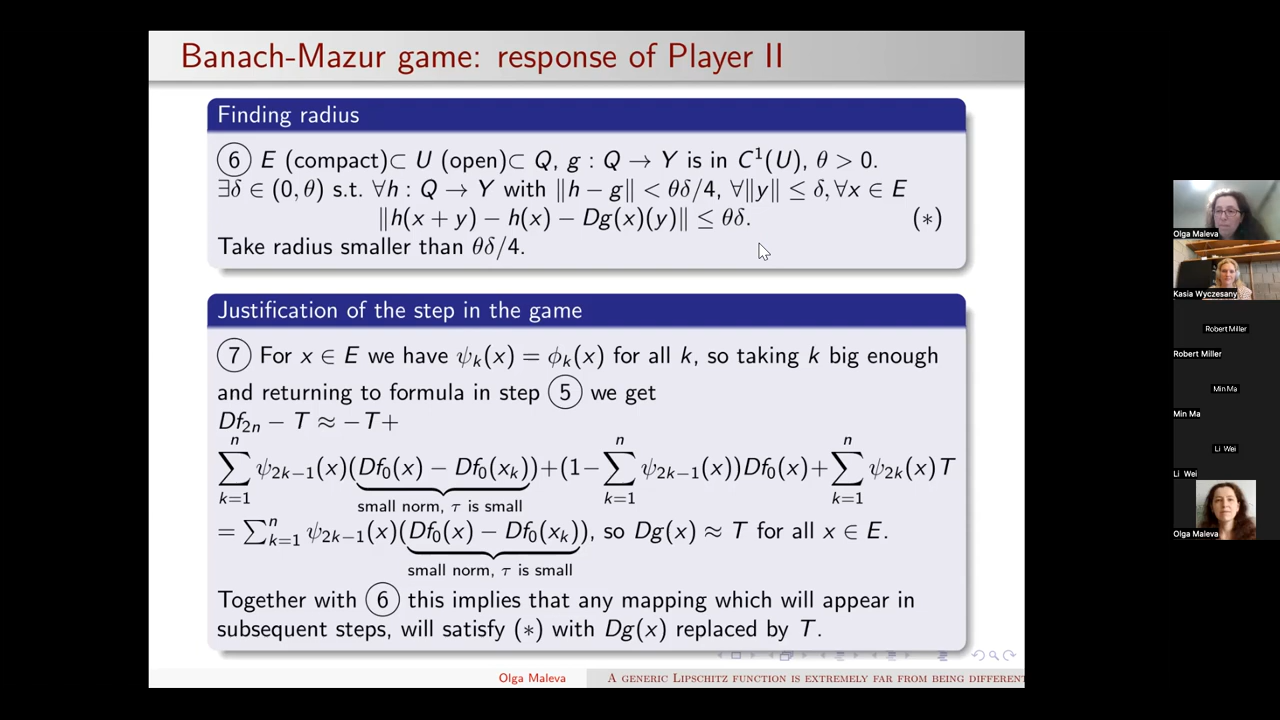 Banach-Mazur game: response of Player II
Finding radius
⑥ E (compact)⊂ U (open)⊂ Q, g : Q → Y is in C¹(U), θ > 0.
∃δ ∈ (0, θ) s.t. ∀h : Q → Y with ‖h − g‖ < θδ/4, ∀‖y‖ ≤ δ, ∀x ∈ E
‖h(x + y) − h(x) − Dg(x)(y)‖ ≤ θδ. (∗)
Take radius smaller than θδ/4.
Justification of the step in the game
⑦ For x ∈ E we have ψ_k(x) = ϕ_k(x) for all k, so taking k big enough
and returning to formula in step ⑤ we get
Df_{2n} − T ≈ −T+
∑_{k=1}^{n} ψ_{2k−1}(x)(Df_0(x) − Df_0(x_k))+(1−∑_{k=1}^{n} ψ_{2k−1}(x))Df_0(x)+∑_{k=1}^{n} ψ_{2k}(x)T
small norm, τ is small
= ∑_{k=1}^{n} ψ_{2k−1}(x)(Df_0(x) − Df_0(x_k)), so Dg(x) ≈ T for all x ∈ E.
small norm, τ is small
Together with ⑥ this implies that any mapping which will appear in
subsequent steps, will satisfy (∗) with Dg(x) replaced by T.
Olga Maleva
A GENERIC LIPSCHITZ FUNCTION IS EXTREMELY FAR FROM BEING DIFFEREN
Olga Maleva
Kasia Wyczesany
Robert Miller
Robert Miller
Min Ma
Min Ma
Li Wei
Li Wei
Olga Maleva